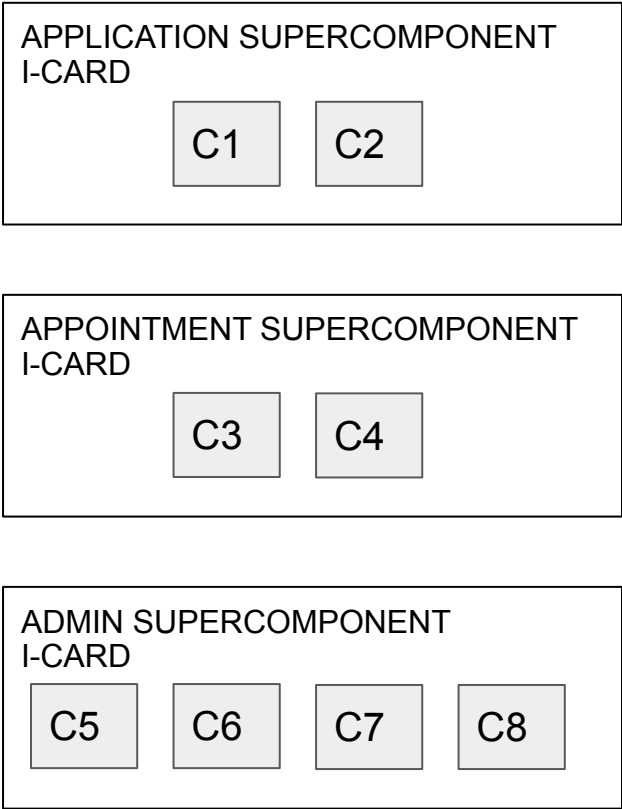 APPLICATION SUPERCOMPONENT
I-CARD
C1 C2
APPOINTMENT SUPERCOMPONENT
I-CARD
C3 C4
ADMIN SUPERCOMPONENT
I-CARD
C5 C6 C7 C8